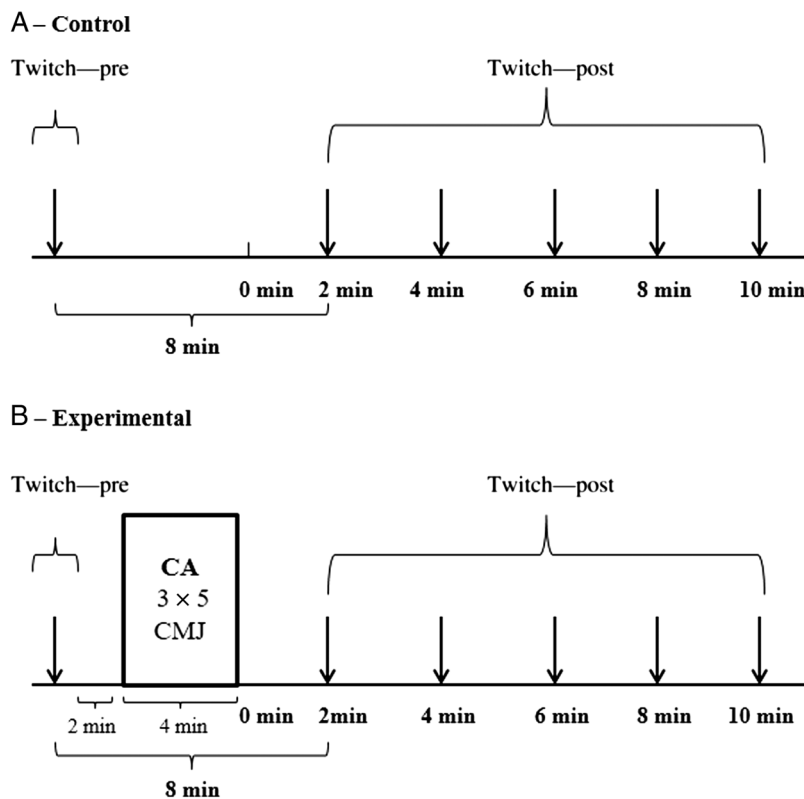 A – Control
Twitch—pre
Twitch—post
0 min 2 min 4 min 6 min 8 min 10 min
8 min
B – Experimental
Twitch—pre
Twitch—post
CA
3 × 5
CMJ
2 min 4 min 0 min 2min 4 min 6 min 8 min 10 min
8 min